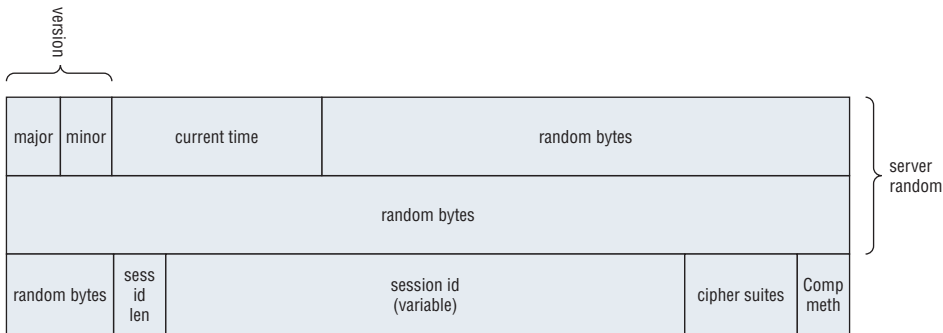 version
major
minor
current time
random bytes
server
random
random bytes
random bytes
sess
id
len
session id
(variable)
cipher suites
Comp
meth